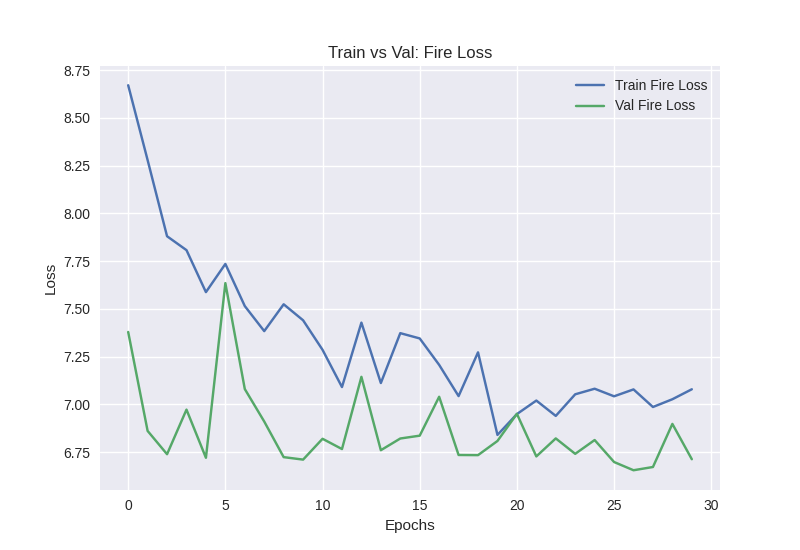 Train vs Val: Fire Loss
8.75
8.50
8.25
8.00
7.75
7.50
7.25
7.00
6.75
Loss
Train Fire Loss
Val Fire Loss
0 5 10 15 20 25 30
Epochs